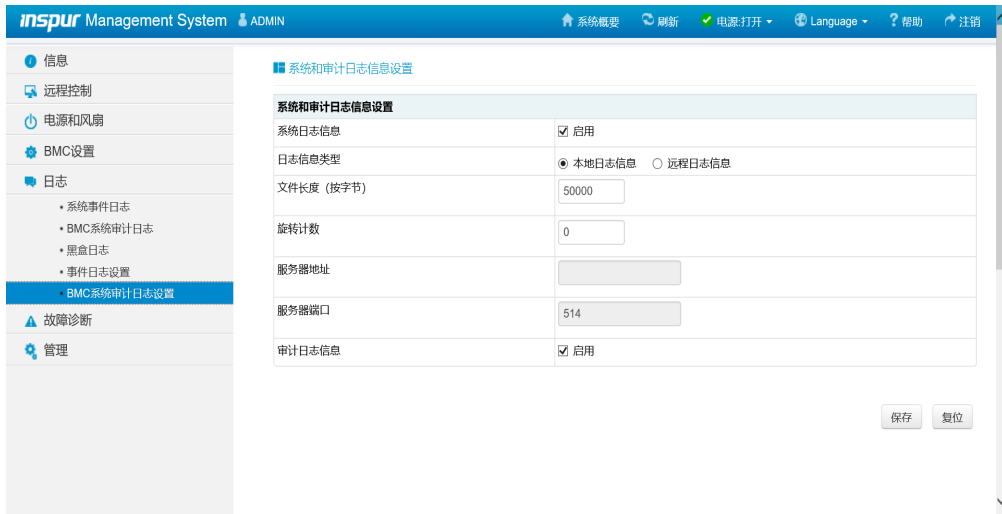 inspur Management System ADMIN 系统概要 刷新 电源:打开 Language ? 帮助 注销
信息
远程控制
电源和风扇
BMC设置
日志
• 系统事件日志
• BMC系统审计日志
• 黑盒日志
• 事件日志设置
• BMC系统审计日志设置
故障诊断
管理
系统和审计日志信息设置
系统和审计日志信息设置
系统日志信息 启用
日志信息类型 本地日志信息 远程日志信息
文件长度 (按字节) 50000
旋转计数 0
服务器地址
服务器端口 514
审计日志信息 启用
保存 复位